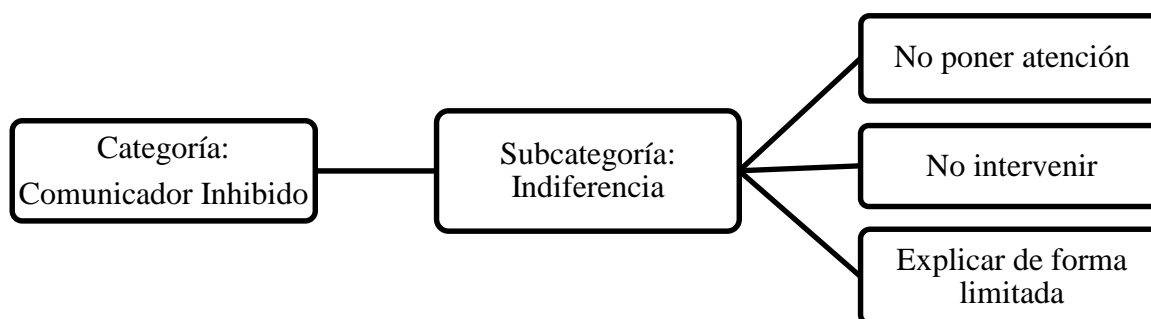 Categoría:
Comunicador Inhibido
Subcategoría:
Indiferencia
No poner atención
No intervenir
Explicar de forma
limitada